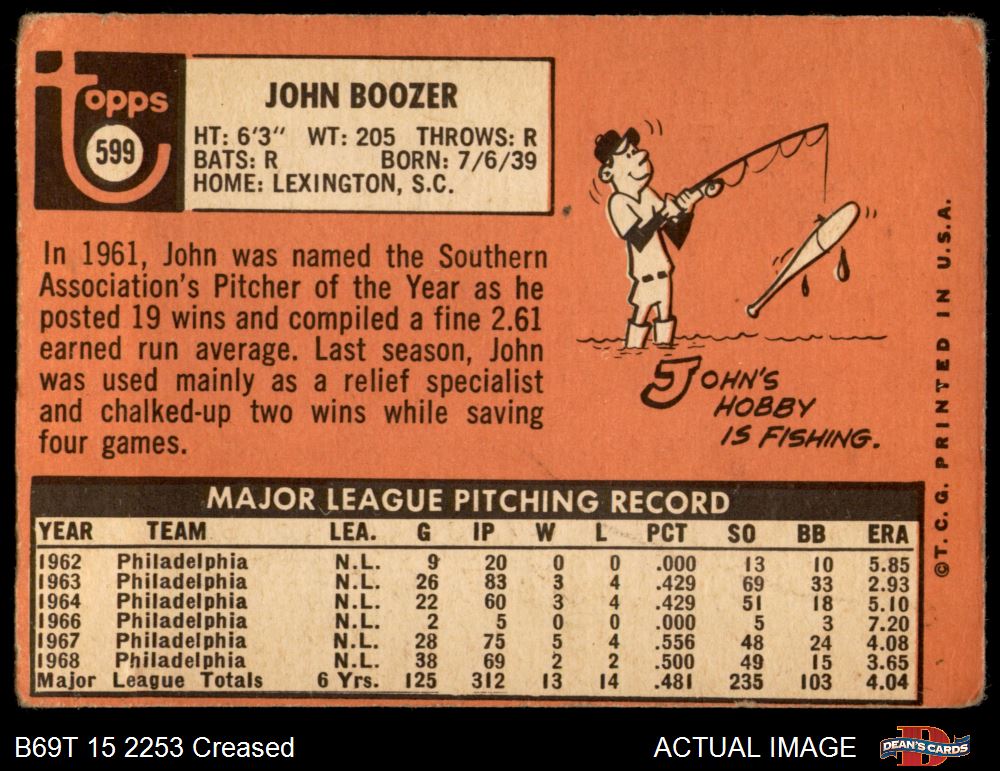 Topps
599
JOHN BOOZER
HT: 6'3" WT: 205 THROWS: R
BATS: R BORN: 7/6/39
HOME: LEXINGTON, S.C.
In 1961, John was named the Southern
Association's Pitcher of the Year as he
posted 19 wins and compiled a fine 2.61
earned run average. Last season, John
was used mainly as a relief specialist
and chalked-up two wins while saving
four games.
JOHN'S
HOBBY
IS FISHING.
©T.C.G. PRINTED IN U.S.A.
MAJOR LEAGUE PITCHING RECORD
YEAR TEAM LEA. G IP W L PCT SO BB ERA
1962 Philadelphia N.L. 9 20 0 0 .000 13 10 5.85
1963 Philadelphia N.L. 26 83 3 4 .429 69 33 2.93
1964 Philadelphia N.L. 22 60 3 4 .429 51 18 5.10
1966 Philadelphia N.L. 2 5 0 0 .000 5 3 7.20
1967 Philadelphia N.L. 28 75 5 4 .556 48 24 4.08
1968 Philadelphia N.L. 38 69 2 2 .500 49 15 3.65
Major League Totals 6 Yrs. 125 312 13 14 .481 235 103 4.04
B69T 15 2253 Creased
ACTUAL IMAGE
D
DEAN'S CARDS